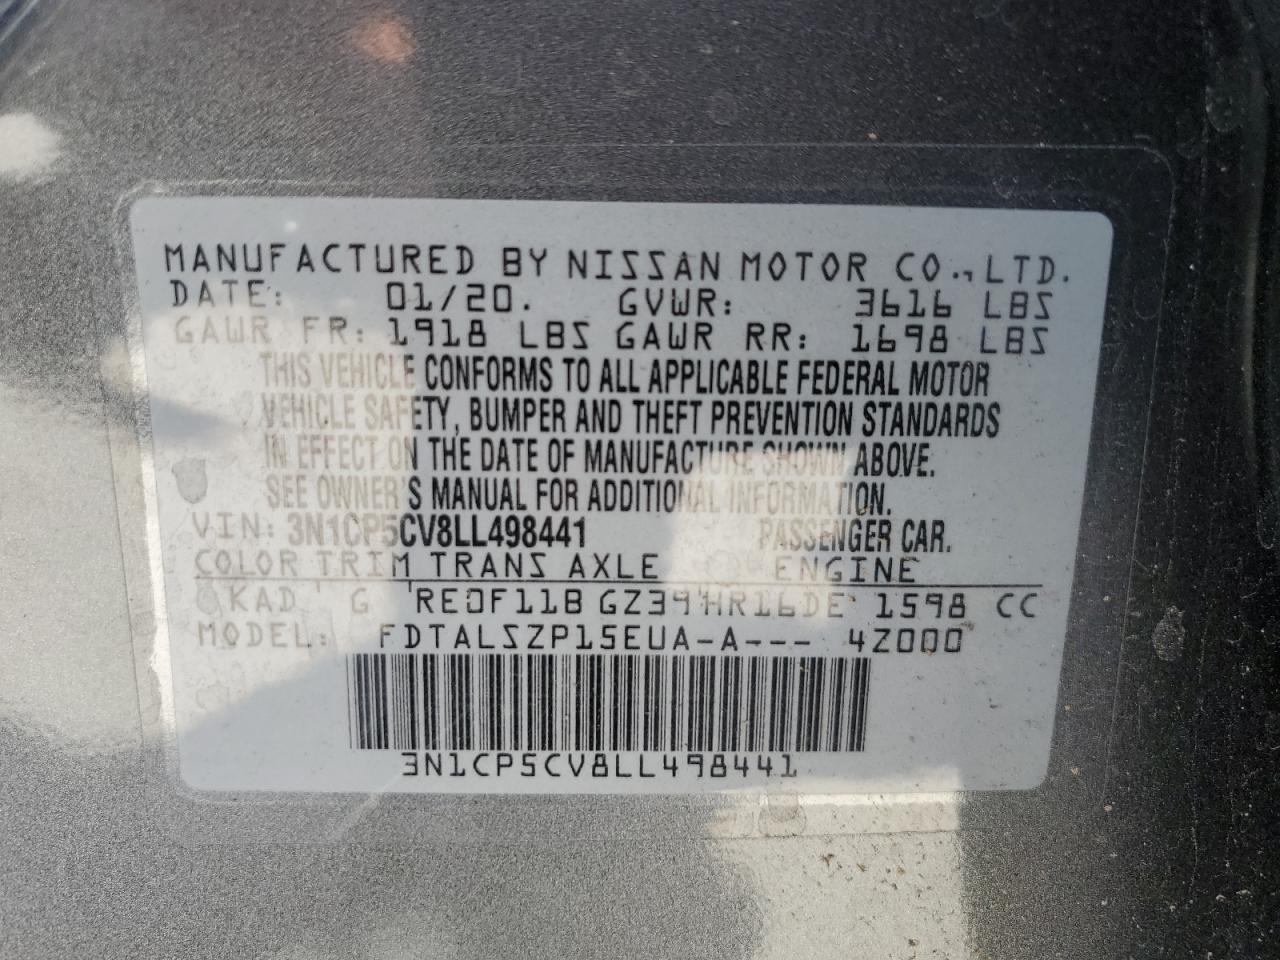 MANUFACTURED BY NISSAN MOTOR CO., LTD.
DATE: 01/20. GVWR: 3616 LBS
GAWR FR: 1918 LBS GAWR RR: 1698 LBS
THIS VEHICLE CONFORMS TO ALL APPLICABLE FEDERAL MOTOR
VEHICLE SAFETY, BUMPER AND THEFT PREVENTION STANDARDS
IN EFFECT ON THE DATE OF MANUFACTURE SHOWN ABOVE.
SEE OWNER'S MANUAL FOR ADDITIONAL INFORMATION.
VIN: 3N1CP5CV8LL498441 PASSENGER CAR.
COLOR TRIM TRANS AXLE ENGINE
KAD G RE0F11B GZ39 HR16DE 1598 CC
MODEL: FDTALSZP15EUA-A--- 4Z000
3N1CP5CV8LL498441